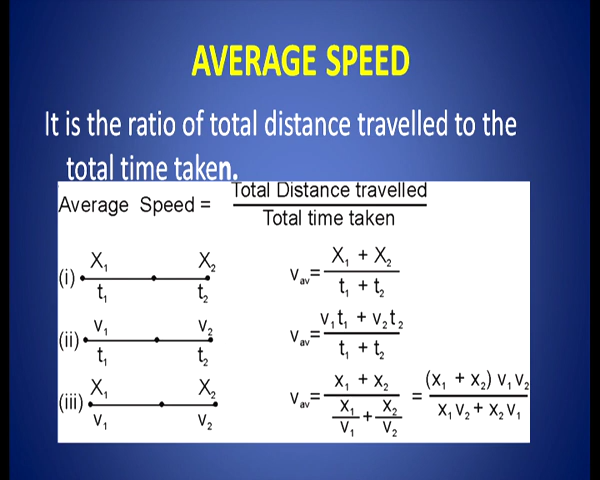 AVERAGE SPEED
It is the ratio of total distance travelled to the
total time taken.
Average Speed = Total Distance travelled / Total time taken
(i) X₁ X₂ t₁ t₂ vₐᵥ= (X₁ + X₂) / (t₁ + t₂)
(ii) v₁ v₂ t₁ t₂ vₐᵥ= (v₁t₁ + v₂t₂) / (t₁ + t₂)
(iii) X₁ X₂ v₁ v₂ vₐᵥ= (x₁ + x₂) / (x₁/v₁ + x₂/v₂) = (x₁ + x₂) v₁v₂ / (x₁v₂ + x₂v₁)